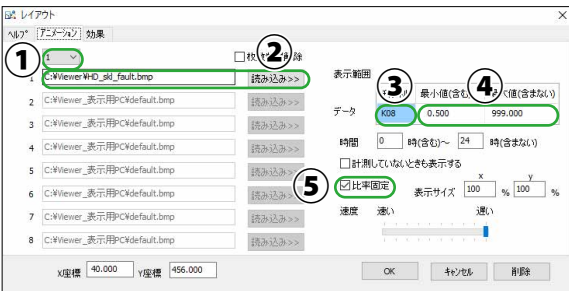 レイアウト
ヘルプ アニメーション 効果
① 1 ② 除
1 C:¥Viewer¥HD_skl_fault.bmp 読み込み>>
2 C:¥Viewer_表示用PC¥default.bmp 読み込み>>
3 C:¥Viewer_表示用PC¥default.bmp 読み込み>>
4 C:¥Viewer_表示用PC¥default.bmp 読み込み>>
5 C:¥Viewer_表示用PC¥default.bmp 読み込み>>
6 C:¥Viewer_表示用PC¥default.bmp 読み込み>>
7 C:¥Viewer_表示用PC¥default.bmp 読み込み>>
8 C:¥Viewer_表示用PC¥default.bmp 読み込み>>
X座標 40.000 Y座標 456.000
表示範囲
③ 最小値(含む) ④ 値(含まない)
データ K08 0.500 999.000
時間 0 時(含む)～ 24 時(含まない)
計測していないときも表示する
x y
⑤ 比率固定 表示サイズ 100 % 100 %
速度 速い 遅い
OK キャンセル 削除